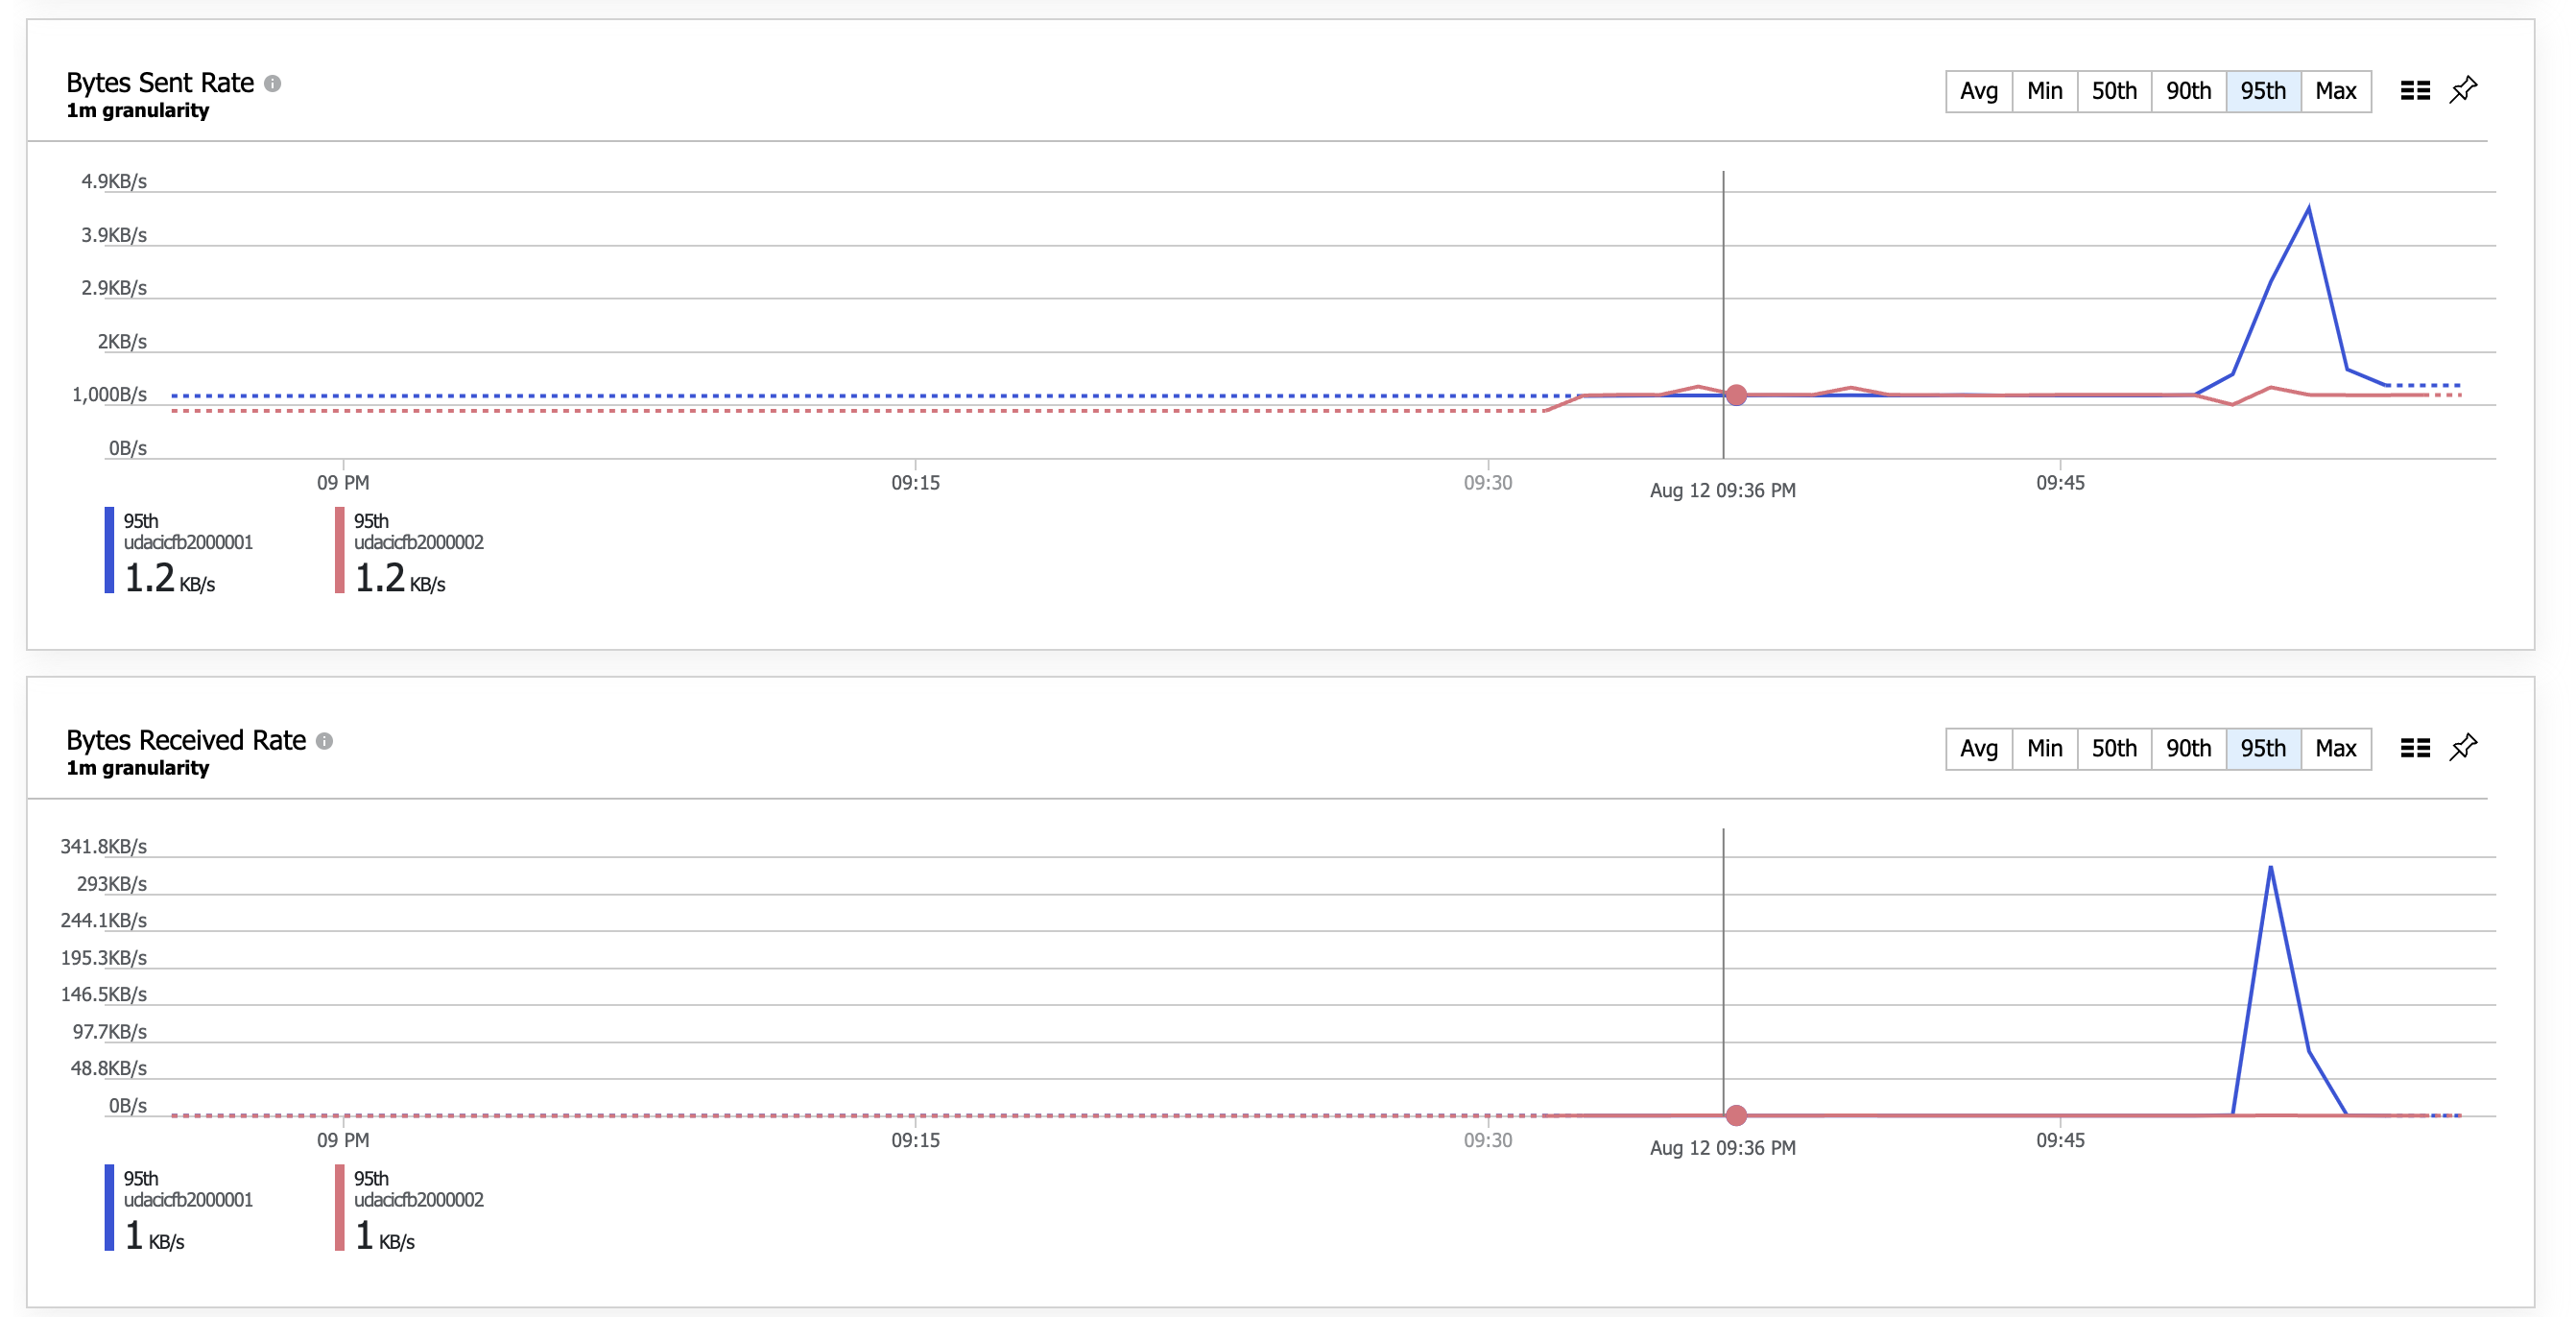 Bytes Sent Rate
1m granularity
Avg Min 50th 90th 95th Max
4.9KB/s
3.9KB/s
2.9KB/s
2KB/s
1,000B/s
0B/s
09 PM 09:15 09:30 Aug 12 09:36 PM 09:45
95th
udacicfb2000001
1.2 KB/s
95th
udacicfb2000002
1.2 KB/s
Bytes Received Rate
1m granularity
Avg Min 50th 90th 95th Max
341.8KB/s
293KB/s
244.1KB/s
195.3KB/s
146.5KB/s
97.7KB/s
48.8KB/s
0B/s
09 PM 09:15 09:30 Aug 12 09:36 PM 09:45
95th
udacicfb2000001
1 KB/s
95th
udacicfb2000002
1 KB/s